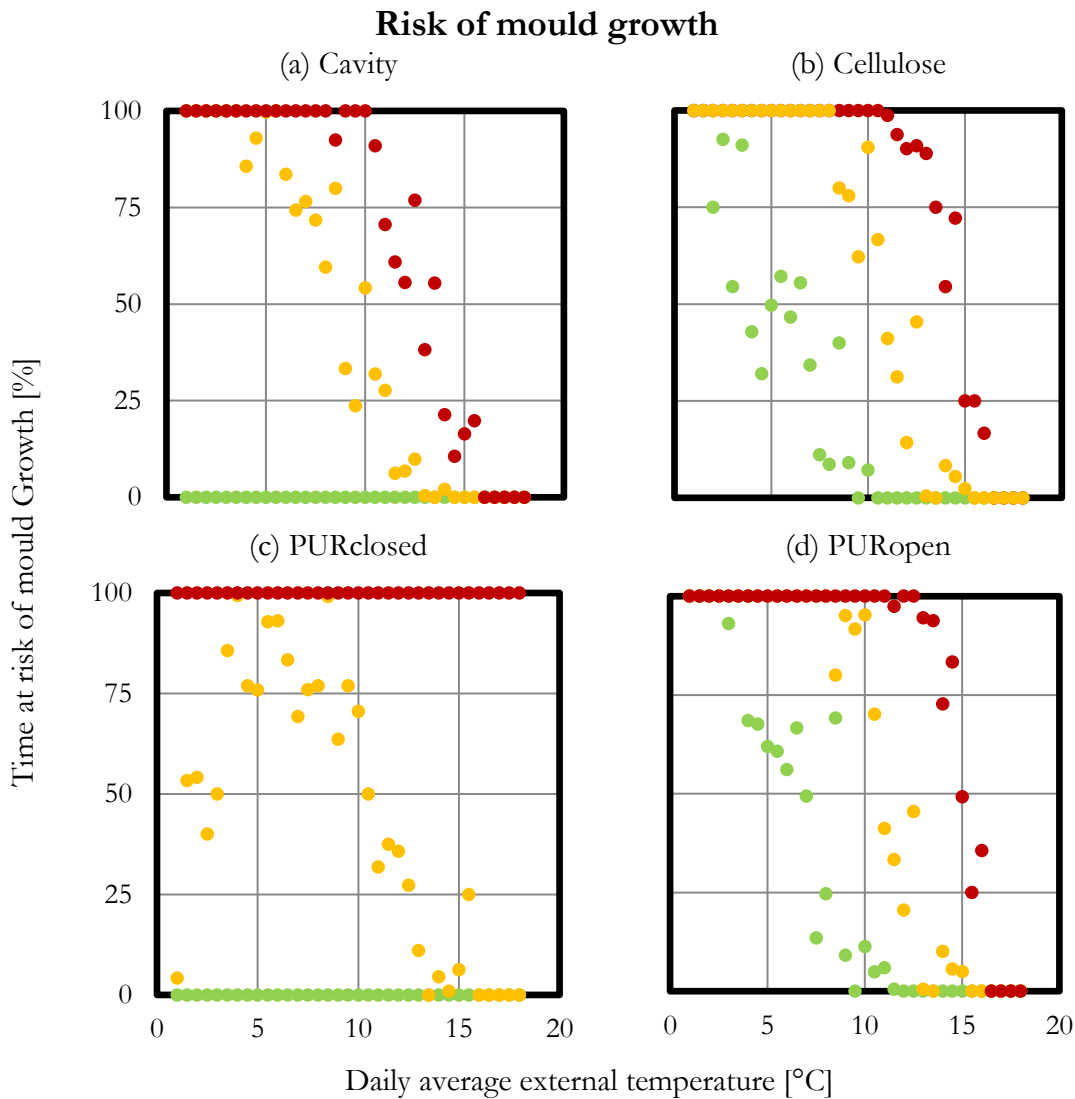 Risk of mould growth
(a) Cavity
(b) Cellulose
100
75
50
25
0
(c) PURclosed
(d) PURopen
100
75
50
25
0
0
5
10
15
20
0
5
10
15
20
Time at risk of mould Growth [%]
Daily average external temperature [°C]